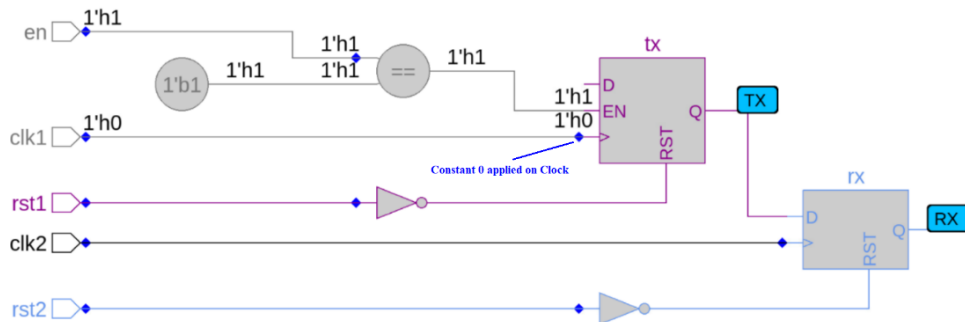 en
1'h1
1'h1
1'b1
1'h1
1'h1
==
1'h1
clk1
1'h0
1'h1
1'h0
tx
D
EN
>
Q
RST
TX
Constant 0 applied on Clock
rst1
clk2
rx
D
>
Q
RST
RX
rst2